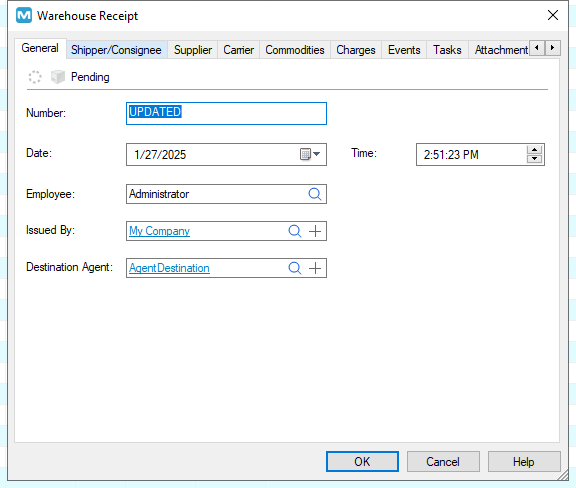 Warehouse Receipt
General Shipper/Consignee Supplier Carrier Commodities Charges Events Tasks Attachment
Pending
Number: UPDATED
Date: 1/27/2025 Time: 2:51:23 PM
Employee: Administrator
Issued By: My Company
Destination Agent: AgentDestination
OK Cancel Help